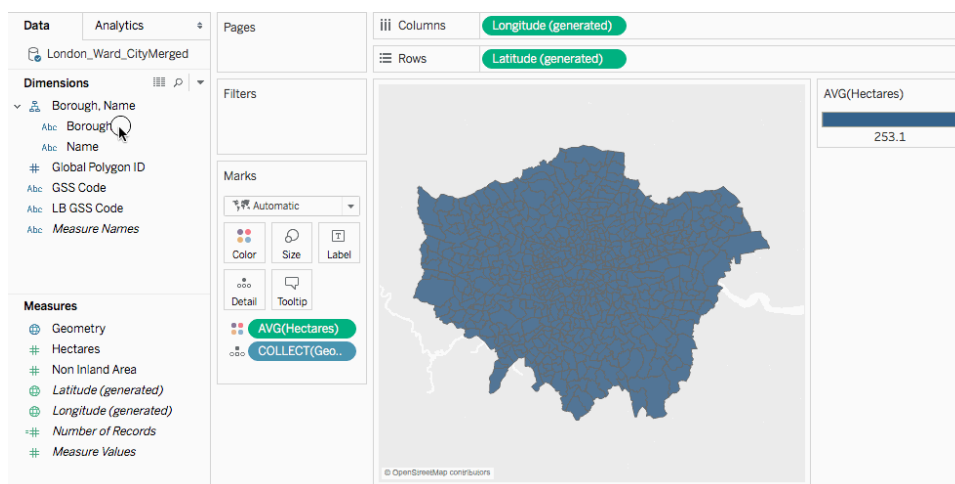 Data Analytics
London_Ward_CityMerged
Dimensions
Borough, Name
Abc Borough
Abc Name
# Global Polygon ID
Abc GSS Code
Abc LB GSS Code
Abc Measure Names
Measures
Geometry
# Hectares
# Non Inland Area
Latitude (generated)
Longitude (generated)
=# Number of Records
# Measure Values
Pages
Filters
Marks
Automatic
Color Size Label
Detail Tooltip
AVG(Hectares)
COLLECT(Geo..
Columns Longitude (generated)
Rows Latitude (generated)
© OpenStreetMap contributors
AVG(Hectares)
253.1